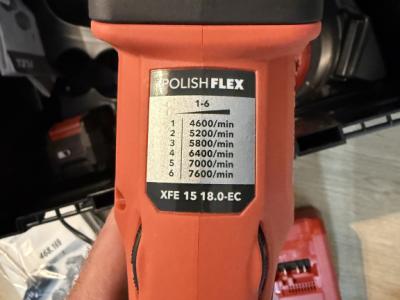 POLISHFLEX
1-6
1 4600/min
2 5200/min
3 5800/min
4 6400/min
5 7000/min
6 7600/min
XFE 15 18.0-EC